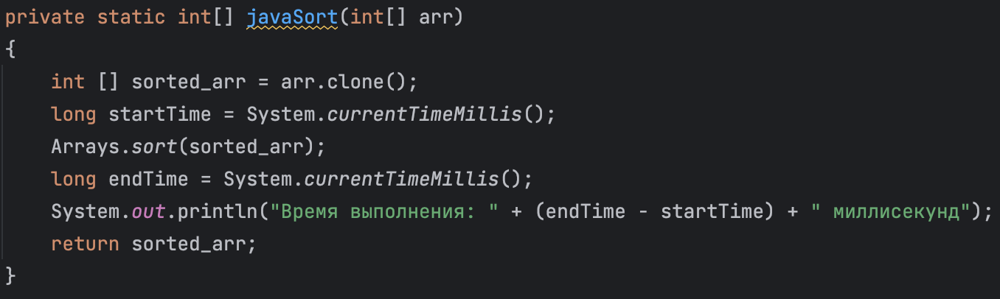 private static int[] javaSort(int[] arr)
{
    int [] sorted_arr = arr.clone();
    long startTime = System.currentTimeMillis();
    Arrays.sort(sorted_arr);
    long endTime = System.currentTimeMillis();
    System.out.println("Время выполнения: " + (endTime - startTime) + " миллисекунд");
    return sorted_arr;
}